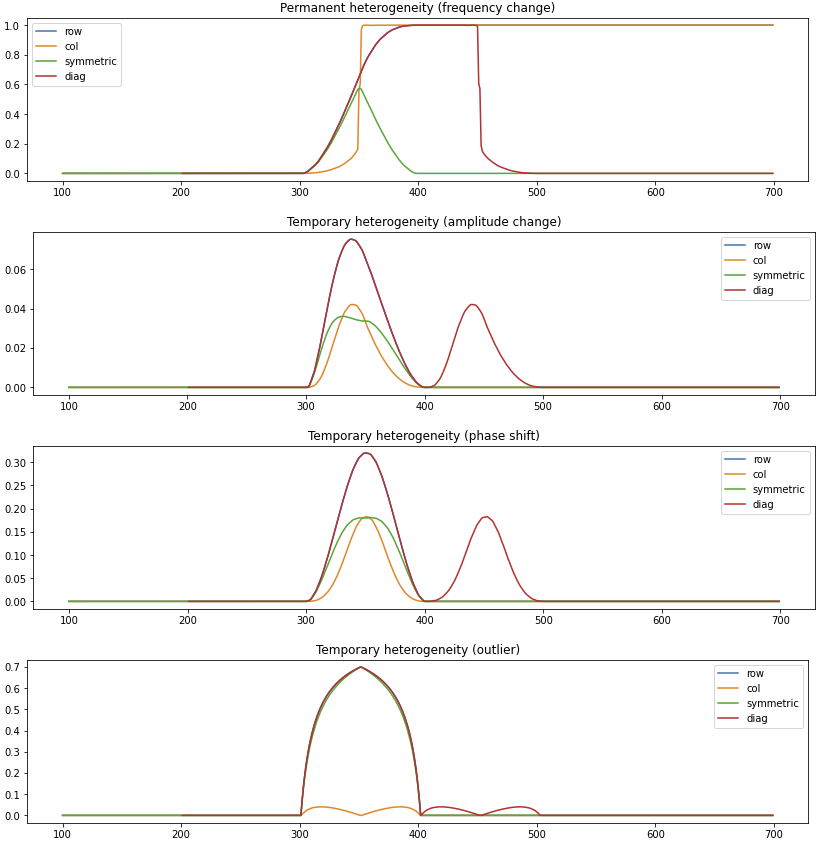 Permanent heterogeneity (frequency change)
1.0
0.8
0.6
0.4
0.2
0.0
row
col
symmetric
diag
100 200 300 400 500 600 700
Temporary heterogeneity (amplitude change)
0.06
0.04
0.02
0.00
row
col
symmetric
diag
100 200 300 400 500 600 700
Temporary heterogeneity (phase shift)
0.30
0.25
0.20
0.15
0.10
0.05
0.00
row
col
symmetric
diag
100 200 300 400 500 600 700
Temporary heterogeneity (outlier)
0.7
0.6
0.5
0.4
0.3
0.2
0.1
0.0
row
col
symmetric
diag
100 200 300 400 500 600 700